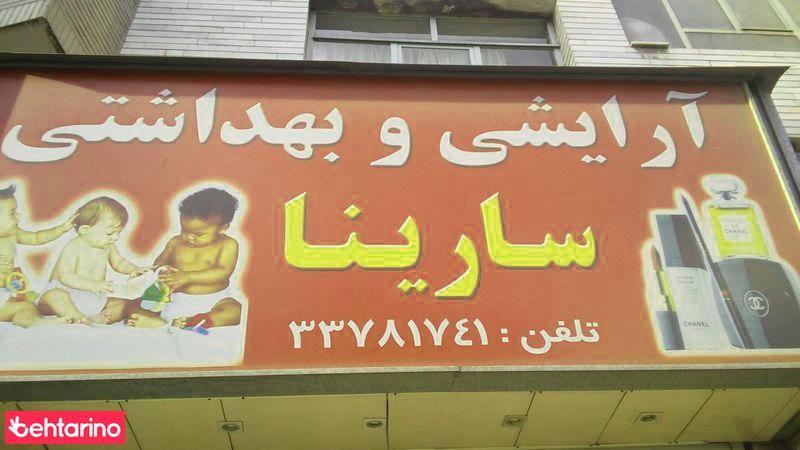 آرایشی و بهداشتی
سارینا
تلفن : ۳۳۷۸۱۷۴۱
CHANEL
CHANEL
behtarino